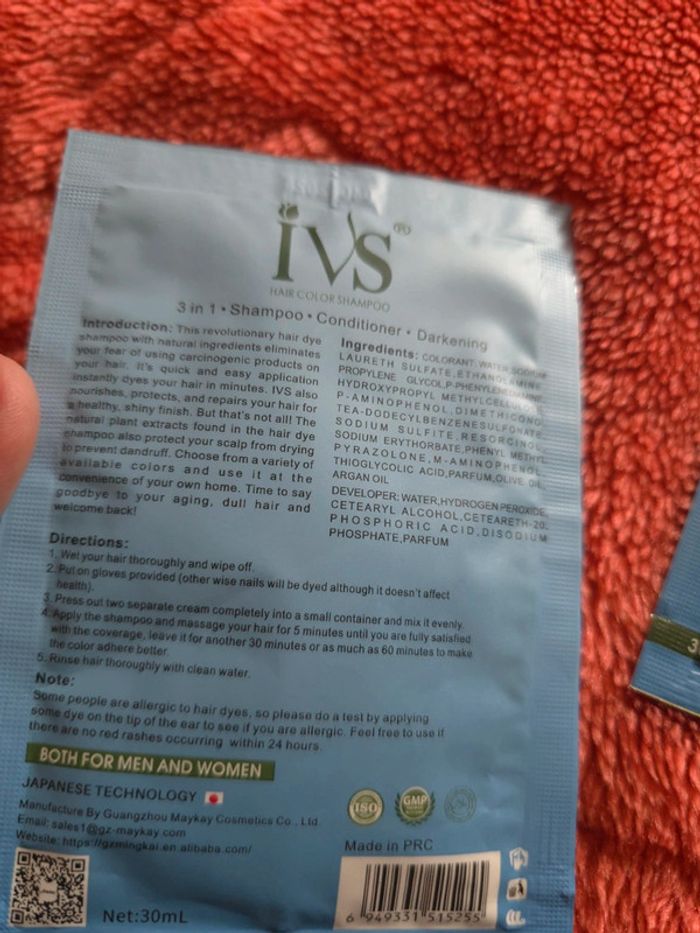 iVS®
HAIR COLOR SHAMPOO
3 in 1 • Shampoo • Conditioner • Darkening
Introduction: This revolutionary hair dye
shampoo with natural ingredients eliminates
your fear of using carcinogenic products on
your hair. It's quick and easy application
instantly dyes your hair in minutes. IVS also
nourishes, protects, and repairs your hair for
a healthy, shiny finish. But that's not all! The
natural plant extracts found in the hair dye
shampoo also protect your scalp from drying
to prevent dandruff. Choose from a variety of
available colors and use it at the
convenience of your own home. Time to say
goodbye to your aging, dull hair and
welcome back!
Ingredients: COLORANT: WATER, SODIUM
LAURETH SULFATE, ETHANOLAMINE
PROPYLENE GLYCOL, P-PHENYLENEDIAMINE,
HYDROXYPROPYL METHYLCELLULOSE
P-AMINOPHENOL, DIMETHICONO
TEA-DODECYLBENZENESULFONATE
SODIUM SULFITE, RESORCINOL,
SODIUM ERYTHORBATE, PHENYL METHYL
PYRAZOLONE, M-AMINOPHENOL
THIOGLYCOLIC ACID, PARFUM, OLIVE OIL,
ARGAN OIL
DEVELOPER: WATER, HYDROGEN PEROXIDE,
CETEARYL ALCOHOL, CETEARETH-20,
PHOSPHORIC ACID, DISODIUM
PHOSPHATE, PARFUM
Directions:
1. Wet your hair thoroughly and wipe off.
2. Put on gloves provided (other wise nails will be dyed although it doesn't affect
health).
3. Press out two separate cream completely into a small container and mix it evenly.
4. Apply the shampoo and massage your hair for 5 minutes until you are fully satisfied
with the coverage, leave it for another 30 minutes or as much as 60 minutes to make
the color adhere better.
5. Rinse hair thoroughly with clean water.
Note:
Some people are allergic to hair dyes, so please do a test by applying
some dye on the tip of the ear to see if you are allergic. Feel free to use if
there are no red rashes occurring within 24 hours.
BOTH FOR MEN AND WOMEN
JAPANESE TECHNOLOGY
Manufacture By Guangzhou Maykay Cosmetics Co., Ltd.
Email: sales1@gz-maykay.com
Website: https://gzmingkai.en.alibaba.com/
ISO
GMP
Made in PRC
Net:30mL
6 949331 515255
3